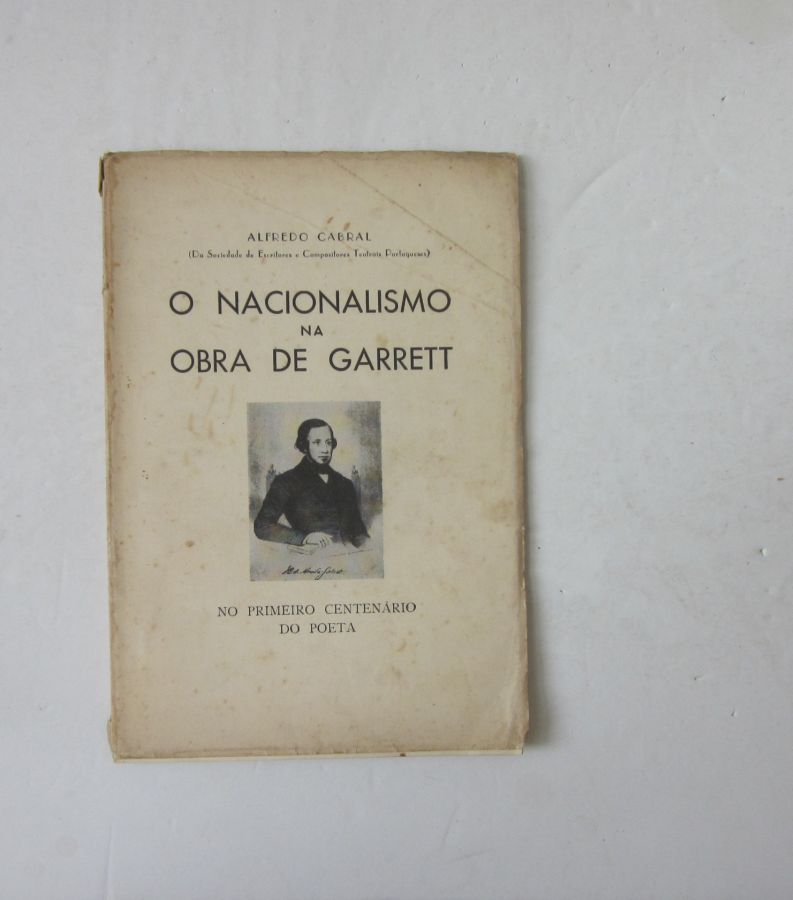 ALFREDO CABRAL
(Da Sociedade de Escritores e Compositores Teatrais Portugueses)
O NACIONALISMO
NA
OBRA DE GARRETT
NO PRIMEIRO CENTENÁRIO
DO POETA